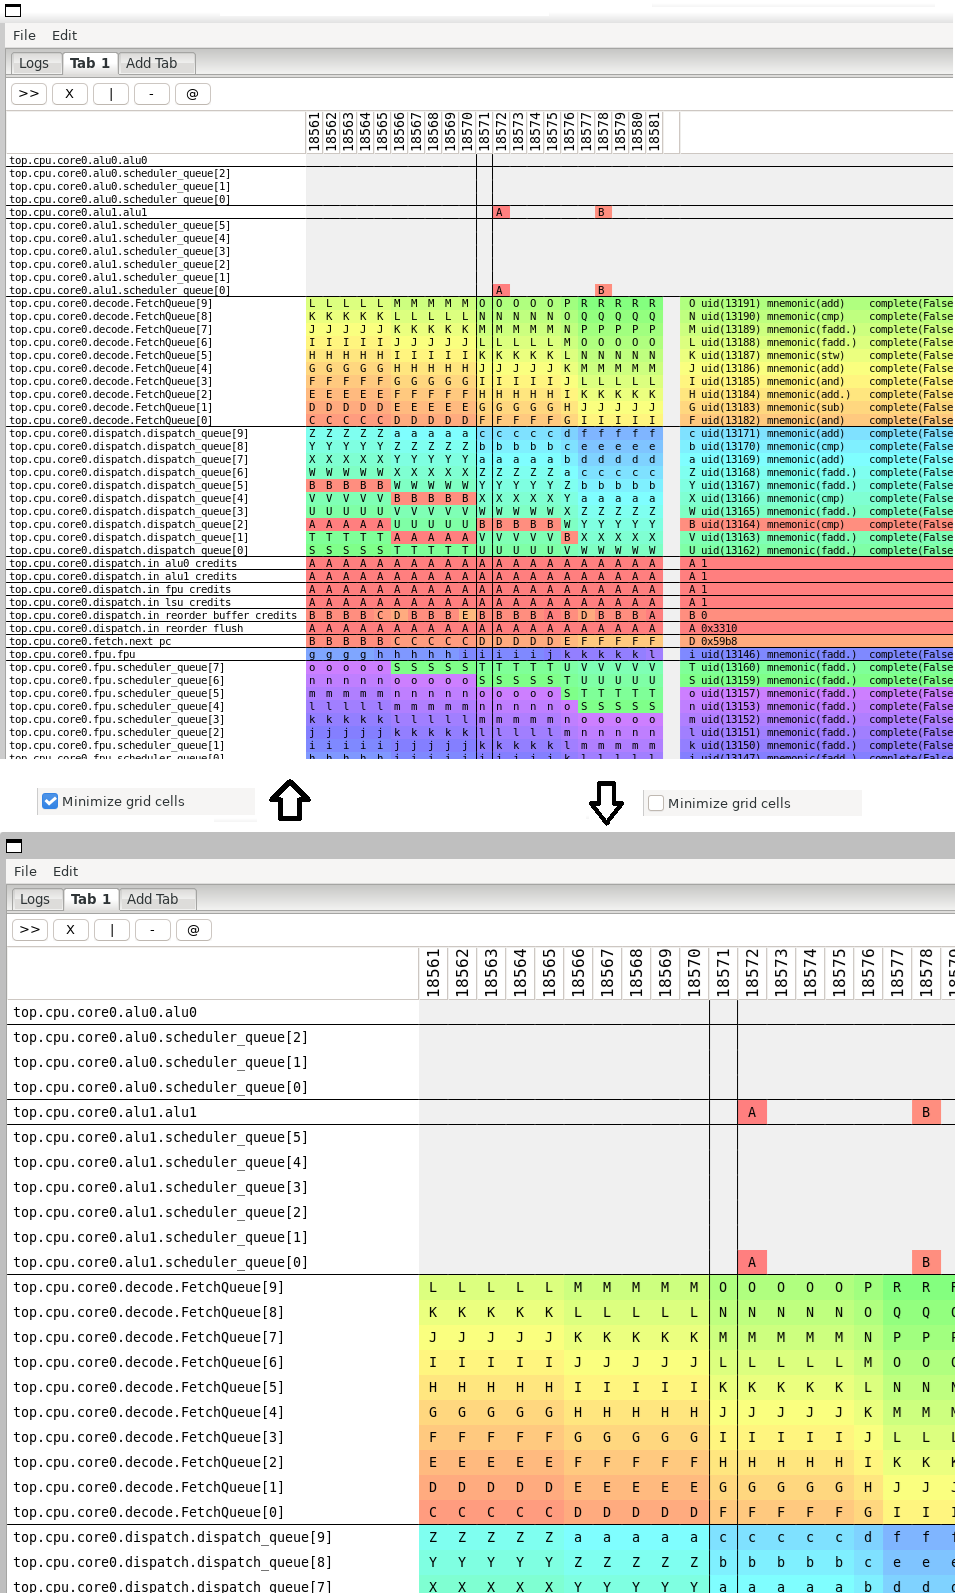 File Edit
Logs Tab 1 Add Tab
>> X | - @
18561 18562 18563 18564 18565 18566 18567 18568 18569 18570 18571 18572 18573 18574 18575 18576 18577 18578 18579 18580 18581
top.cpu.core0.alu0.alu0
top.cpu.core0.alu0.scheduler_queue[2]
top.cpu.core0.alu0.scheduler_queue[1]
top.cpu.core0.alu0.scheduler_queue[0]
top.cpu.core0.alu1.alu1 A B
top.cpu.core0.alu1.scheduler_queue[5]
top.cpu.core0.alu1.scheduler_queue[4]
top.cpu.core0.alu1.scheduler_queue[3]
top.cpu.core0.alu1.scheduler_queue[2]
top.cpu.core0.alu1.scheduler_queue[1]
top.cpu.core0.alu1.scheduler_queue[0] A B
top.cpu.core0.decode.FetchQueue[9] L L L L L M M M M M O O O O O P R R R R R O uid(13191) mnemonic(add) complete(False
top.cpu.core0.decode.FetchQueue[8] K K K K K L L L L L N N N N N O Q Q Q Q Q N uid(13190) mnemonic(cmp) complete(False
top.cpu.core0.decode.FetchQueue[7] J J J J J K K K K K M M M M M N P P P P P M uid(13189) mnemonic(fadd.) complete(False
top.cpu.core0.decode.FetchQueue[6] I I I I I J J J J J L L L L L M O O O O O L uid(13188) mnemonic(fadd.) complete(False
top.cpu.core0.decode.FetchQueue[5] H H H H H I I I I I K K K K K L N N N N N K uid(13187) mnemonic(stw) complete(False
top.cpu.core0.decode.FetchQueue[4] G G G G G H H H H H J J J J J K M M M M M J uid(13186) mnemonic(add) complete(False
top.cpu.core0.decode.FetchQueue[3] F F F F F G G G G G I I I I I J L L L L L I uid(13185) mnemonic(and) complete(False
top.cpu.core0.decode.FetchQueue[2] E E E E E F F F F F H H H H H I K K K K K H uid(13184) mnemonic(add.) complete(False
top.cpu.core0.decode.FetchQueue[1] D D D D D E E E E E G G G G G H J J J J J G uid(13183) mnemonic(sub) complete(False
top.cpu.core0.decode.FetchQueue[0] C C C C C D D D D D F F F F F G I I I I I F uid(13182) mnemonic(and) complete(False
top.cpu.core0.dispatch.dispatch_queue[9] Z Z Z Z Z a a a a a c c c c c d f f f f f c uid(13171) mnemonic(add) complete(False
top.cpu.core0.dispatch.dispatch_queue[8] Y Y Y Y Y Z Z Z Z Z b b b b b c e e e e e b uid(13170) mnemonic(cmp) complete(False
top.cpu.core0.dispatch.dispatch_queue[7] X X X X X Y Y Y Y Y a a a a a b d d d d d a uid(13169) mnemonic(add) complete(False
top.cpu.core0.dispatch.dispatch_queue[6] W W W W W X X X X X Z Z Z Z Z a c c c c c Z uid(13168) mnemonic(fadd.) complete(False
top.cpu.core0.dispatch.dispatch_queue[5] B B B B B W W W W W Y Y Y Y Y Z b b b b b Y uid(13167) mnemonic(fadd.) complete(False
top.cpu.core0.dispatch.dispatch_queue[4] V V V V V B B B B B X X X X X Y a a a a a X uid(13166) mnemonic(cmp) complete(False
top.cpu.core0.dispatch.dispatch_queue[3] U U U U U V V V V V W W W W W X Z Z Z Z Z W uid(13165) mnemonic(fadd.) complete(False
top.cpu.core0.dispatch.dispatch_queue[2] A A A A A U U U U U B B B B B W Y Y Y Y Y B uid(13164) mnemonic(cmp) complete(False
top.cpu.core0.dispatch.dispatch_queue[1] T T T T T A A A A A V V V V V B X X X X X V uid(13163) mnemonic(fadd.) complete(False
top.cpu.core0.dispatch.dispatch_queue[0] S S S S S T T T T T U U U U U V W W W W W U uid(13162) mnemonic(fadd.) complete(False
top.cpu.core0.dispatch.in_alu0_credits A A A A A A A A A A A A A A A A A A A A A A 1
top.cpu.core0.dispatch.in_alu1_credits A A A A A A A A A A A A A A A A A A A A A A 1
top.cpu.core0.dispatch.in_fpu_credits A A A A A A A A A A A A A A A A A A A A A A 1
top.cpu.core0.dispatch.in_lsu_credits A A A A A A A A A A A A A A A A A A A A A A 1
top.cpu.core0.dispatch.in_reorder_buffer_credits B B B B C D B B B E B B B B A B D B B B A B 0
top.cpu.core0.dispatch.in_reorder_flush A A A A A A A A A A A A A A A A A A A A A A 0x3310
top.cpu.core0.fetch.next_pc B B B B B C C C C C D D D D D E F F F F F D 0x59b8
top.cpu.core0.fpu.fpu g g g g h h h h h i i i i i j k k k k k l i uid(13146) mnemonic(fadd.) complete(False
top.cpu.core0.fpu.scheduler_queue[7] o o o o o S S S S S T T T T T U V V V V V T uid(13160) mnemonic(fadd.) complete(False
top.cpu.core0.fpu.scheduler_queue[6] n n n n n o o o o o S S S S S T U U U U U S uid(13159) mnemonic(fadd.) complete(False
top.cpu.core0.fpu.scheduler_queue[5] m m m m m n n n n n o o o o o S T T T T T o uid(13157) mnemonic(fadd.) complete(False
top.cpu.core0.fpu.scheduler_queue[4] l l l l l m m m m m n n n n n o S S S S S n uid(13153) mnemonic(fadd.) complete(False
top.cpu.core0.fpu.scheduler_queue[3] k k k k k l l l l l m m m m m n o o o o o m uid(13152) mnemonic(fadd.) complete(False
top.cpu.core0.fpu.scheduler_queue[2] j j j j j k k k k k l l l l l m n n n n n l uid(13151) mnemonic(fadd.) complete(False
top.cpu.core0.fpu.scheduler_queue[1] i i i i i j j j j j k k k k k l m m m m m k uid(13150) mnemonic(fadd.) complete(False
Minimize grid cells Minimize grid cells
File Edit
Logs Tab 1 Add Tab
>> X | - @
18561 18562 18563 18564 18565 18566 18567 18568 18569 18570 18571 18572 18573 18574 18575 18576 18577 18578
top.cpu.core0.alu0.alu0
top.cpu.core0.alu0.scheduler_queue[2]
top.cpu.core0.alu0.scheduler_queue[1]
top.cpu.core0.alu0.scheduler_queue[0]
top.cpu.core0.alu1.alu1 A B
top.cpu.core0.alu1.scheduler_queue[5]
top.cpu.core0.alu1.scheduler_queue[4]
top.cpu.core0.alu1.scheduler_queue[3]
top.cpu.core0.alu1.scheduler_queue[2]
top.cpu.core0.alu1.scheduler_queue[1]
top.cpu.core0.alu1.scheduler_queue[0] A B
top.cpu.core0.decode.FetchQueue[9] L L L L L M M M M M O O O O O P R R
top.cpu.core0.decode.FetchQueue[8] K K K K K L L L L L N N N N N O Q Q
top.cpu.core0.decode.FetchQueue[7] J J J J J K K K K K M M M M M N P P
top.cpu.core0.decode.FetchQueue[6] I I I I I J J J J J L L L L L M O O
top.cpu.core0.decode.FetchQueue[5] H H H H H I I I I I K K K K K L N N
top.cpu.core0.decode.FetchQueue[4] G G G G G H H H H H J J J J J K M M
top.cpu.core0.decode.FetchQueue[3] F F F F F G G G G G I I I I I J L L
top.cpu.core0.decode.FetchQueue[2] E E E E E F F F F F H H H H H I K K
top.cpu.core0.decode.FetchQueue[1] D D D D D E E E E E G G G G G H J J
top.cpu.core0.decode.FetchQueue[0] C C C C C D D D D D F F F F F G I I
top.cpu.core0.dispatch.dispatch_queue[9] Z Z Z Z Z a a a a a c c c c c d f f
top.cpu.core0.dispatch.dispatch_queue[8] Y Y Y Y Y Z Z Z Z Z b b b b b c e e
top.cpu.core0.dispatch.dispatch_queue[7] X X X X X Y Y Y Y Y a a a a a b d d